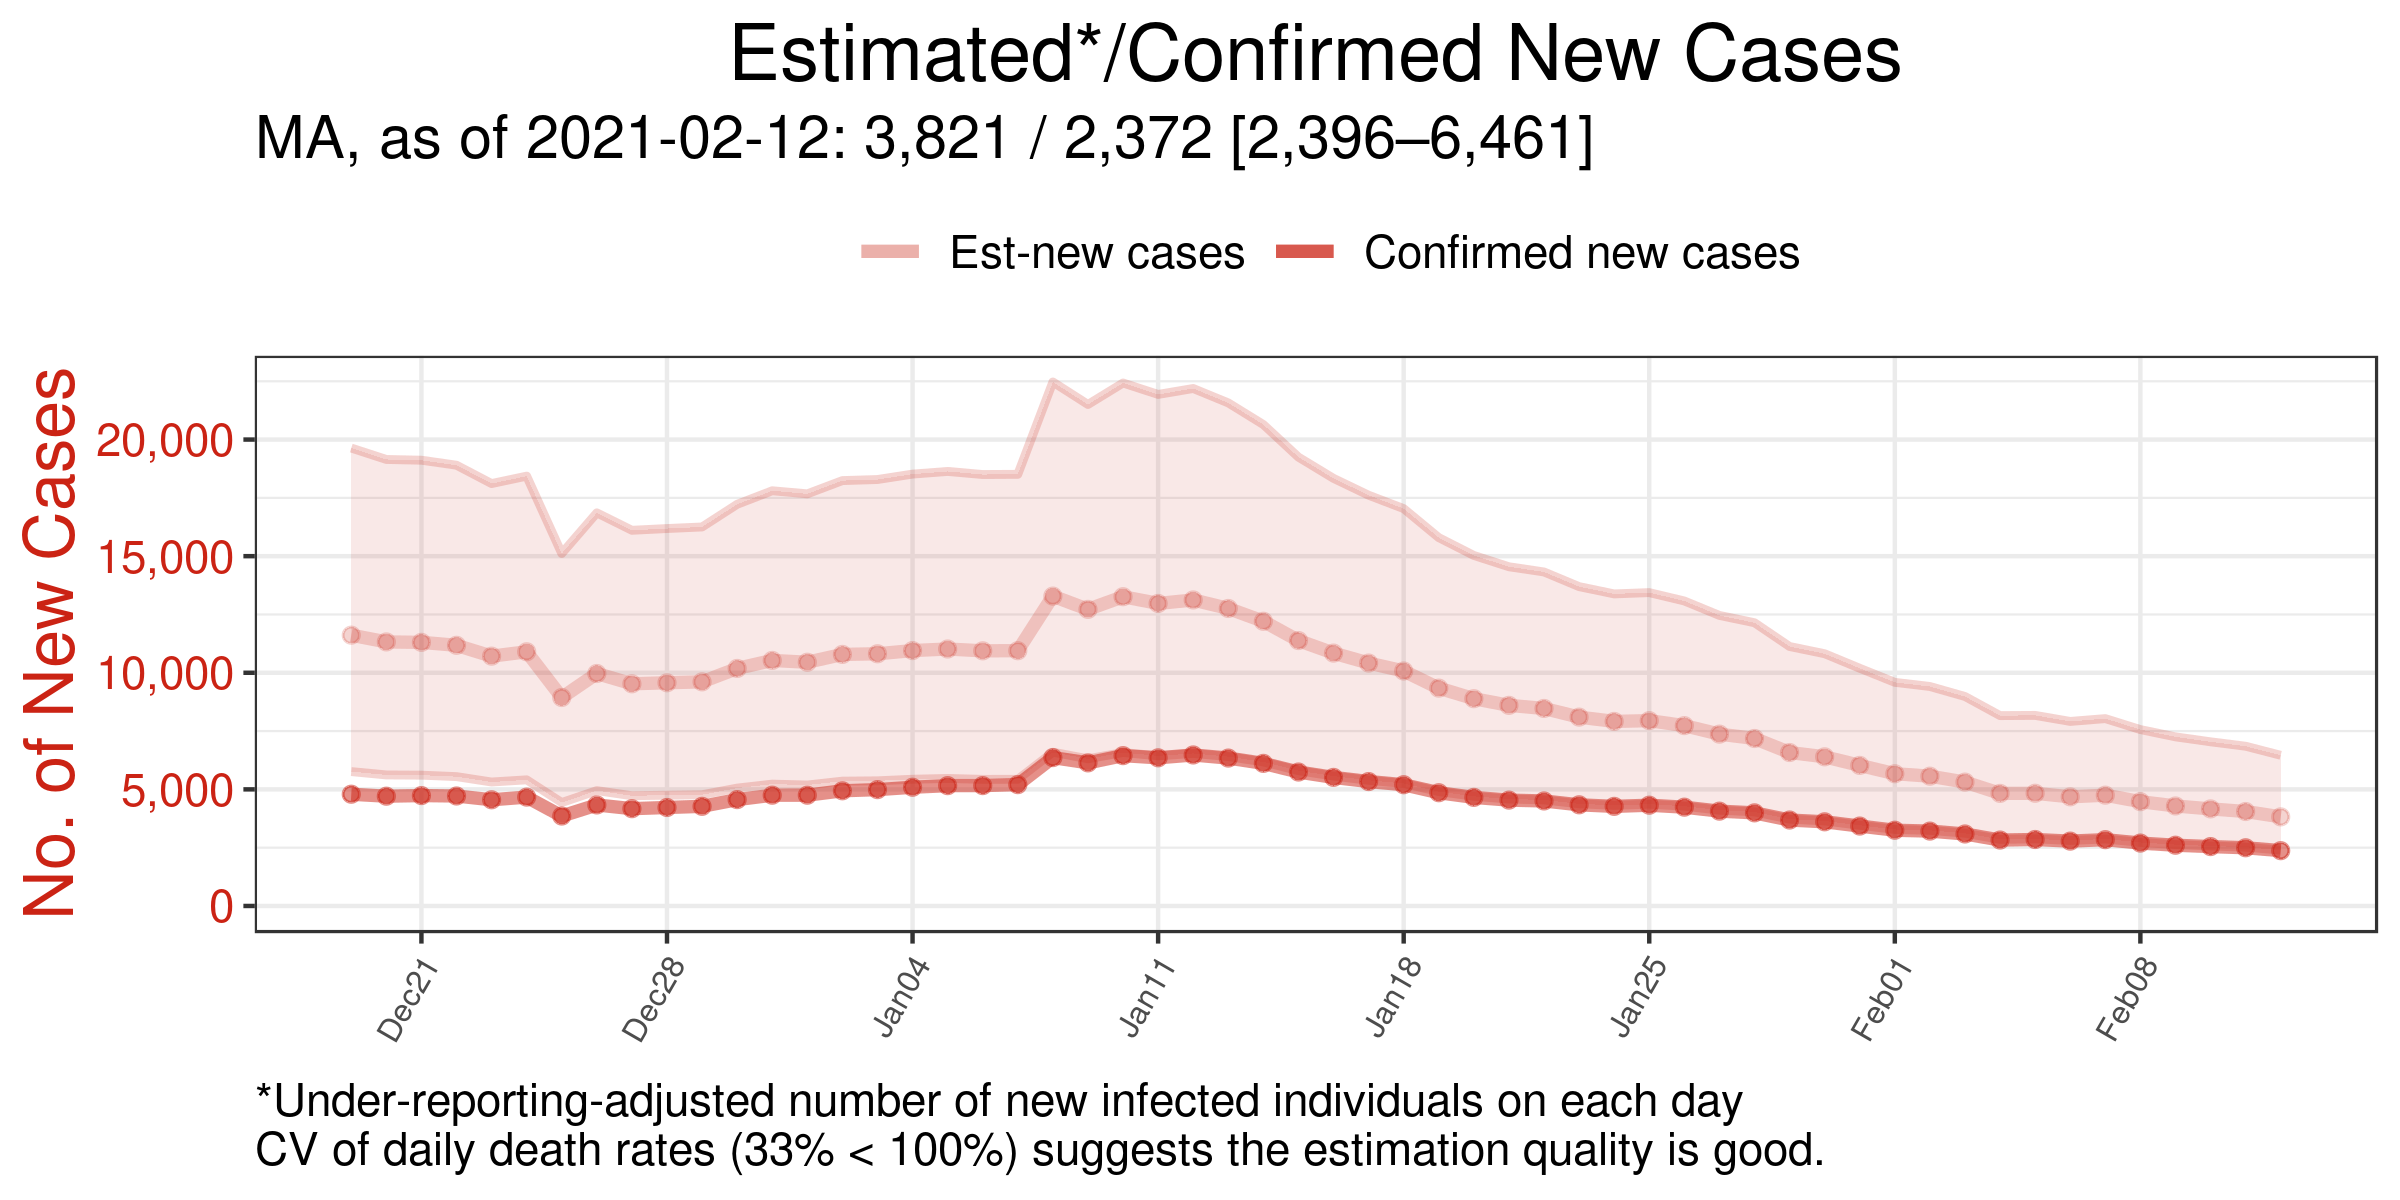 Estimated*/Confirmed New Cases
MA, as of 2021-02-12: 3,821 / 2,372 [2,396–6,461]
Est-new cases Confirmed new cases
No. of New Cases
20,000
15,000
10,000
5,000
0
Dec21 Dec28 Jan04 Jan11 Jan18 Jan25 Feb01 Feb08
*Under-reporting-adjusted number of new infected individuals on each day
CV of daily death rates (33% < 100%) suggests the estimation quality is good.